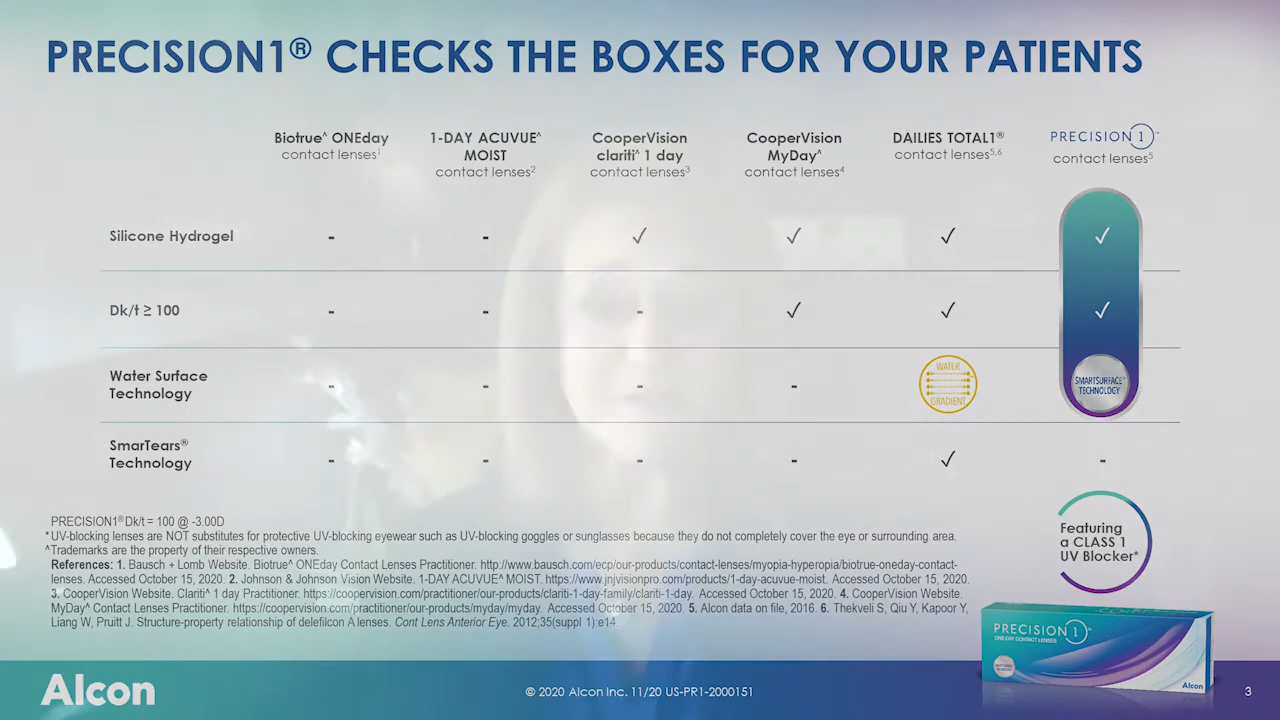 PRECISION1® CHECKS THE BOXES FOR YOUR PATIENTS
Biotrue^ ONEday
contact lenses1
1-DAY ACUVUE^
MOIST
contact lenses2
CooperVision
clariti^ 1 day
contact lenses3
CooperVision
MyDay^
contact lenses4
DAILIES TOTAL1®
contact lenses5,6
PRECISION 1™
contact lenses5
Silicone Hydrogel - - ✓ ✓ ✓ ✓
Dk/t ≥ 100 - - - ✓ ✓ ✓
Water Surface
Technology - - - -
WATER
GRADIENT
SMARTSURFACE™
TECHNOLOGY
SmarTears®
Technology - - - - ✓ -
Featuring
a CLASS 1
UV Blocker*
PRECISION1® Dk/t = 100 @ -3.00D
* UV-blocking lenses are NOT substitutes for protective UV-blocking eyewear such as UV-blocking goggles or sunglasses because they do not completely cover the eye or surrounding area.
^ Trademarks are the property of their respective owners.
References: 1. Bausch + Lomb Website. Biotrue^ ONEday Contact Lenses Practitioner. http://www.bausch.com/ecp/our-products/contact-lenses/myopia-hyperopia/biotrue-oneday-contact-
lenses. Accessed October 15, 2020. 2. Johnson & Johnson Vision Website. 1-DAY ACUVUE^ MOIST. https://www.jnjvisionpro.com/products/1-day-acuvue-moist. Accessed October 15, 2020.
3. CooperVision Website. Clariti^ 1 day Practitioner. https://coopervision.com/practitioner/our-products/clariti-1-day-family/clariti-1-day. Accessed October 15, 2020. 4. CooperVision Website.
MyDay^ Contact Lenses Practitioner. https://coopervision.com/practitioner/our-products/myday/myday. Accessed October 15, 2020. 5. Alcon data on file, 2016. 6. Thekveli S, Qiu Y, Kapoor Y,
Liang W, Pruitt J. Structure-property relationship of delefilcon A lenses. Cont Lens Anterior Eye. 2012;35(suppl 1):e14.
PRECISION 1™
ONE-DAY CONTACT LENSES
Alcon
Alcon
© 2020 Alcon Inc. 11/20 US-PR1-2000151
3